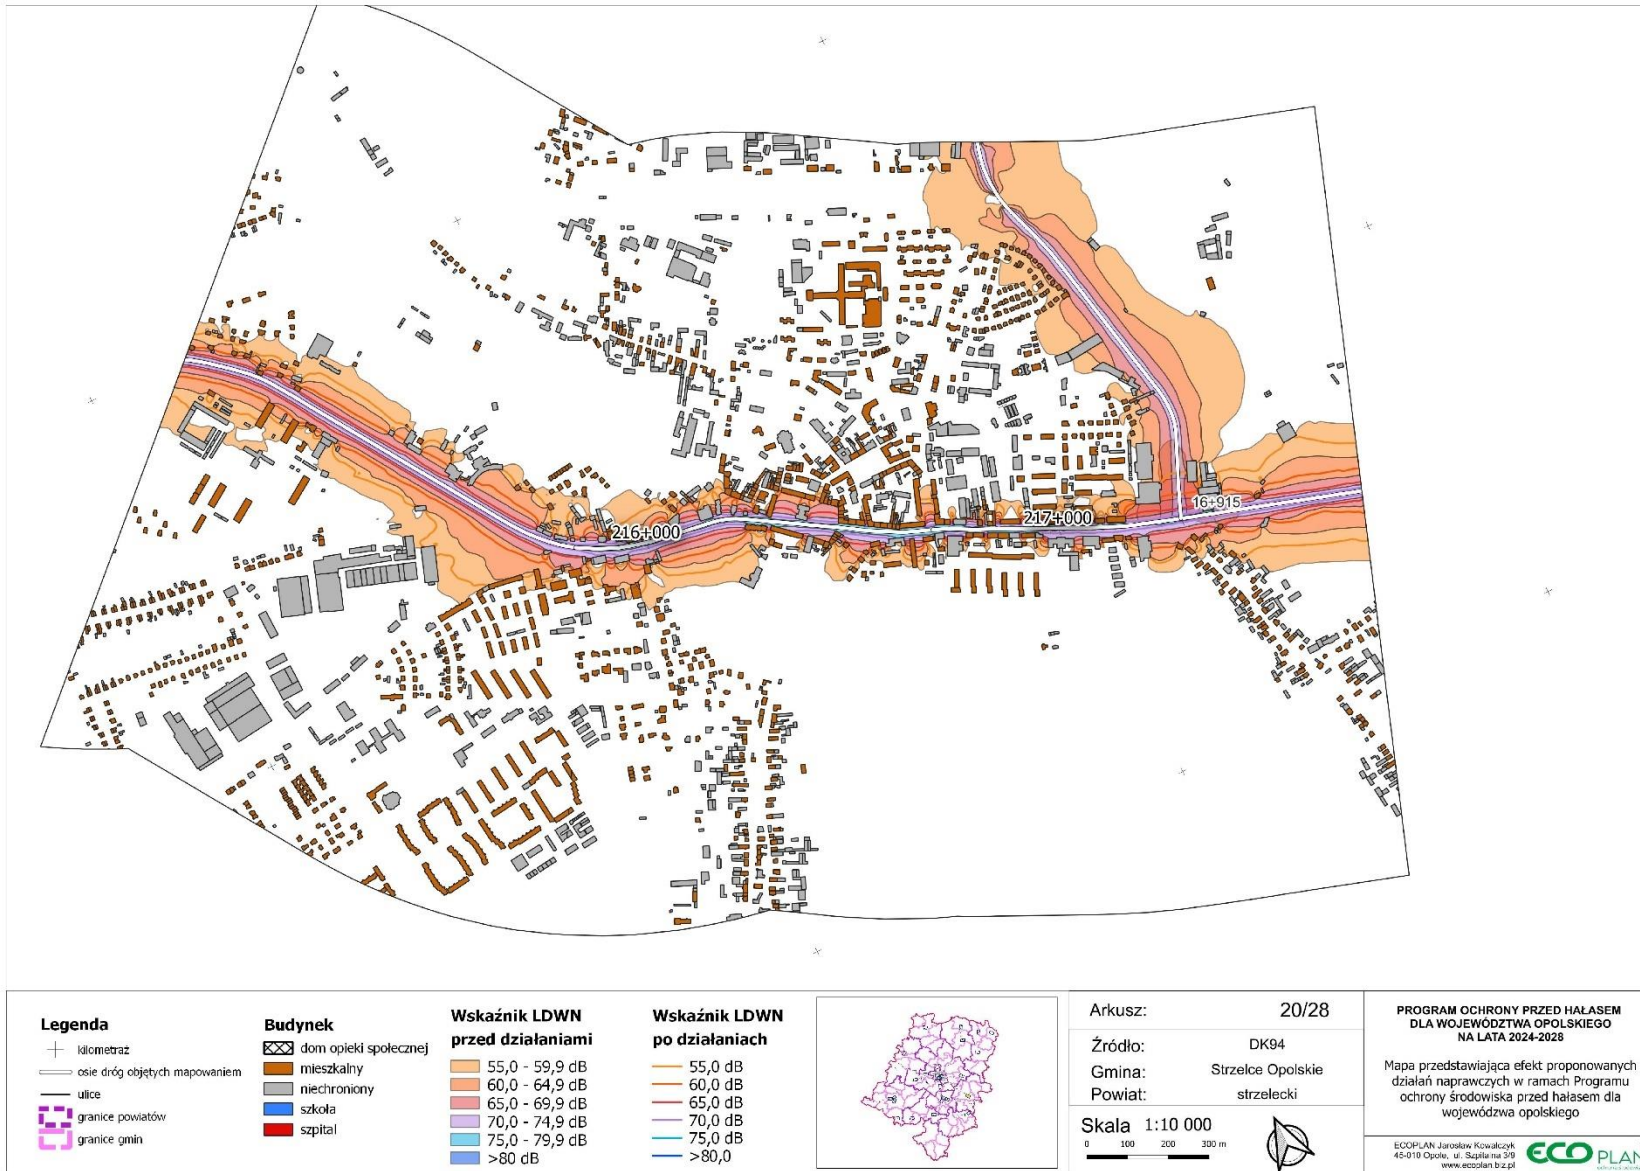 216+000
217+000
16+915
Legenda
kilometraż
osie dróg objętych mapowaniem
ulice
granice powiatów
granice gmin
Budynek
dom opieki społecznej
mieszkalny
niechroniony
szkoła
szpital
Wskaźnik LDWN
przed działaniami
55,0 - 59,9 dB
60,0 - 64,9 dB
65,0 - 69,9 dB
70,0 - 74,9 dB
75,0 - 79,9 dB
>80 dB
Wskaźnik LDWN
po działaniach
55,0 dB
60,0 dB
65,0 dB
70,0 dB
75,0 dB
>80,0
Arkusz: 20/28
Źródło: DK94
Gmina: Strzelce Opolskie
Powiat: strzelecki
Skala 1:10 000
0 100 200 300 m
PROGRAM OCHRONY PRZED HAŁASEM
DLA WOJEWÓDZTWA OPOLSKIEGO
NA LATA 2024-2028
Mapa przedstawiająca efekt proponowanych
działań naprawczych w ramach Programu
ochrony środowiska przed hałasem dla
województwa opolskiego
ECOPLAN Jarosław Kowalczyk
45-010 Opole, ul. Szpitalna 3/9
www.ecoplan.biz.pl
ECO PLAN